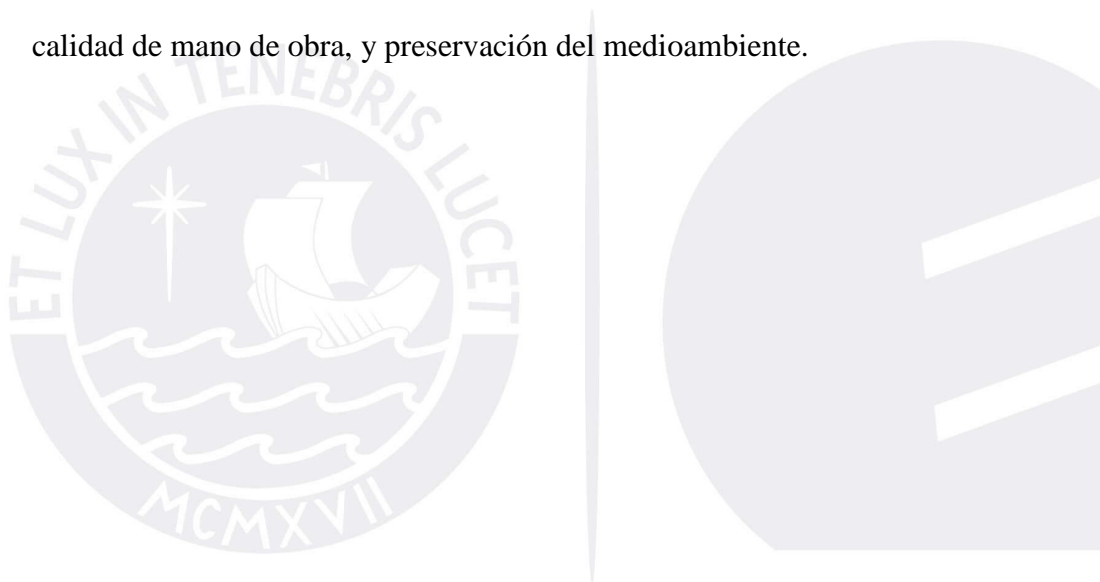 calidad de mano de obra, y preservación del medioambiente.
ET LUX IN TENEBRIS LUCET
MCMXVII